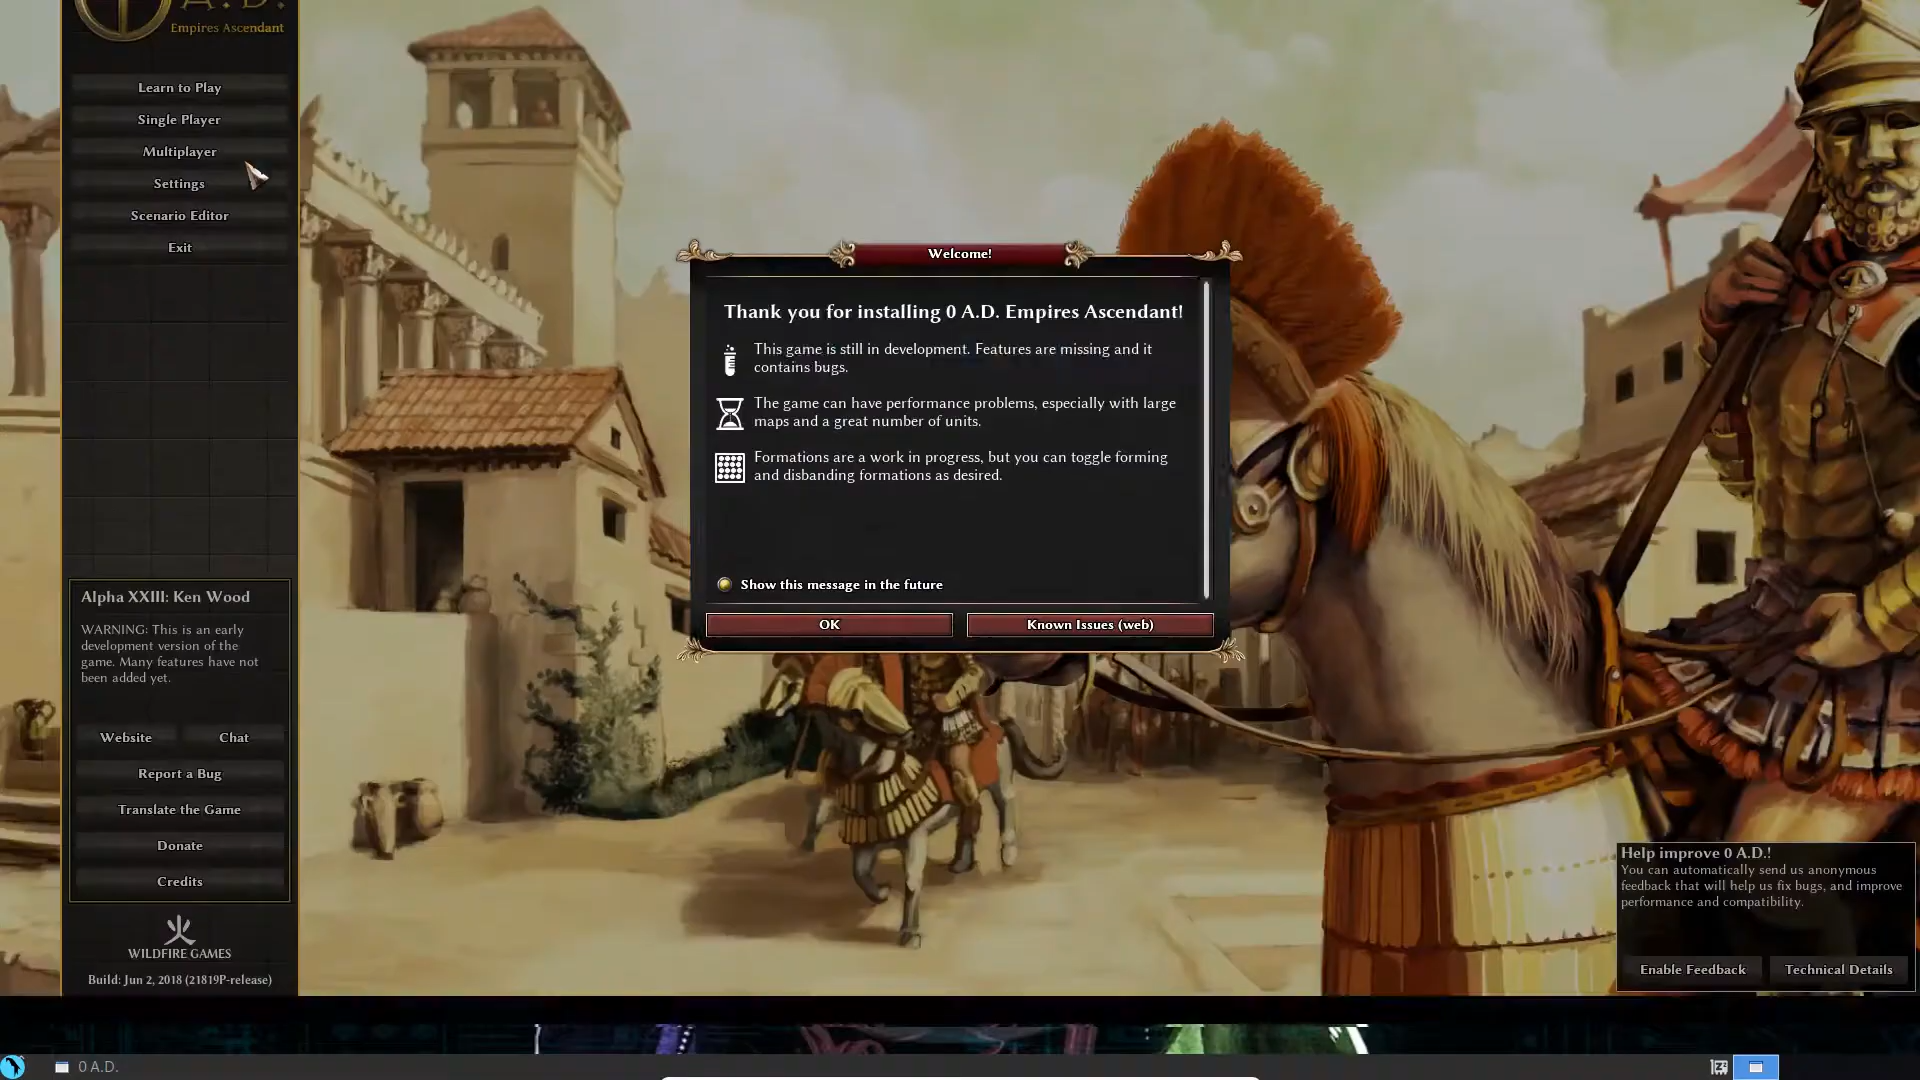 A.D.
Empires Ascendant
Learn to Play
Single Player
Multiplayer
Settings
Scenario Editor
Exit
Welcome!
Thank you for installing 0 A.D. Empires Ascendant!
This game is still in development. Features are missing and it
contains bugs.
The game can have performance problems, especially with large
maps and a great number of units.
Formations are a work in progress, but you can toggle forming
and disbanding formations as desired.
Show this message in the future
OK
Known Issues (web)
Alpha XXIII: Ken Wood
WARNING: This is an early
development version of the
game. Many features have not
been added yet.
Website
Chat
Report a Bug
Translate the Game
Donate
Credits
WILDFIRE GAMES
Build: Jun 2, 2018 (21819P-release)
Help improve 0 A.D.!
You can automatically send us anonymous
feedback that will help us fix bugs, and improve
performance and compatibility.
Enable Feedback
Technical Details
0 A.D.